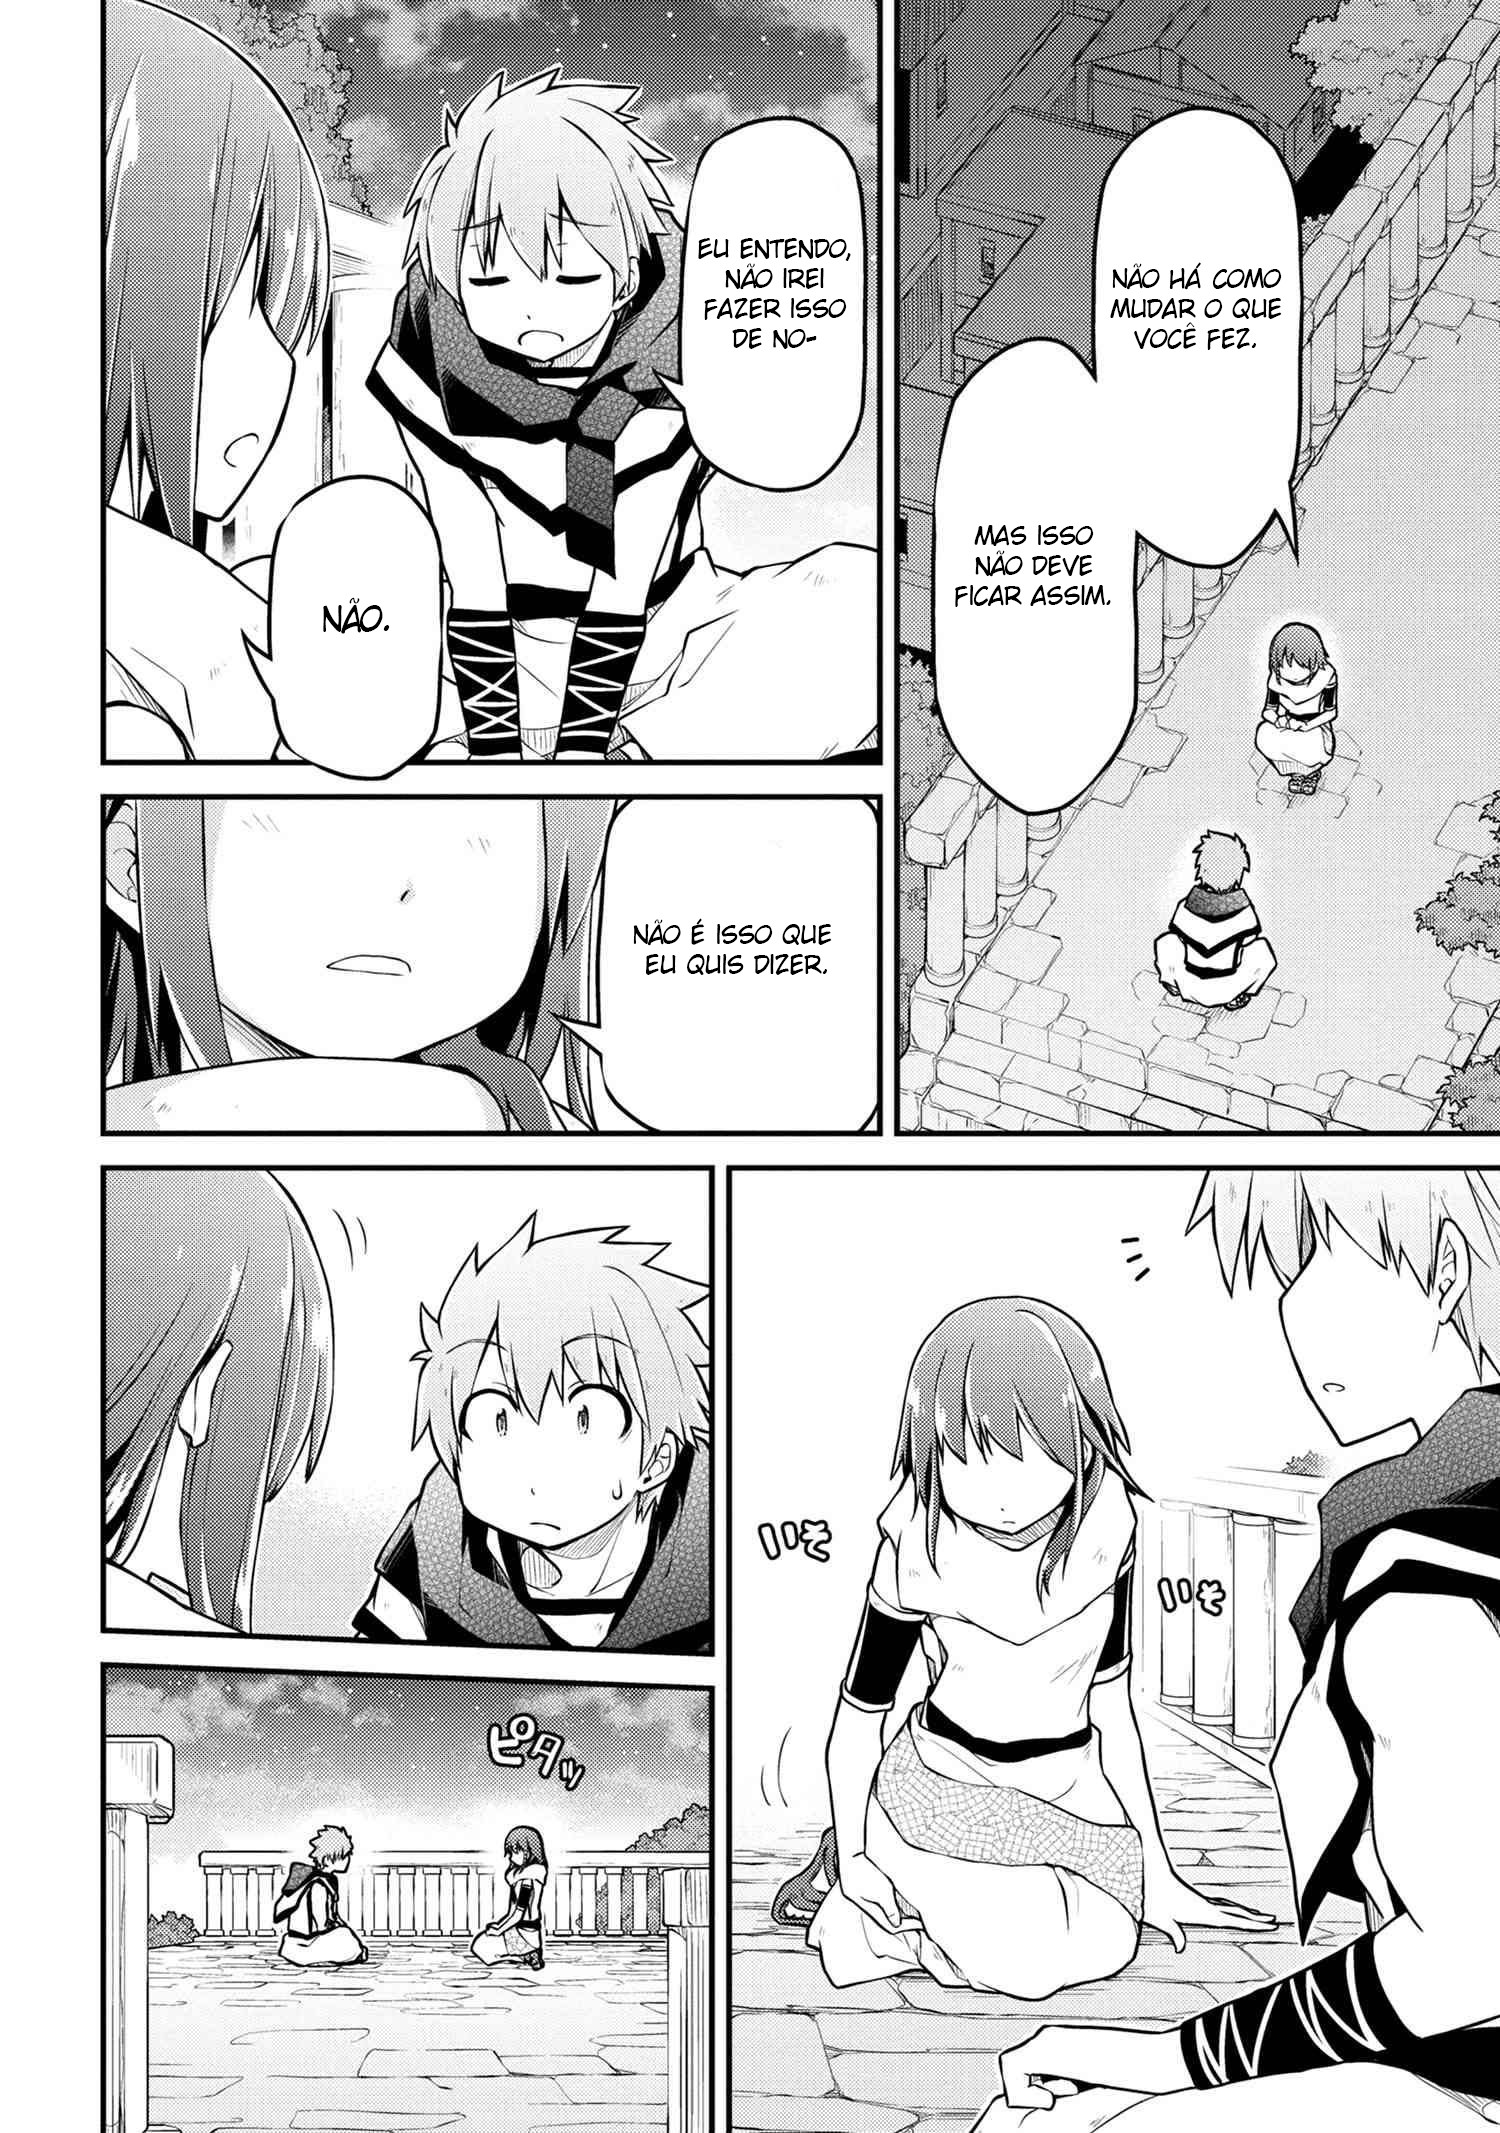 NÃO HÁ COMO
MUDAR O QUE
VOCÊ FEZ.
MAS ISSO
NÃO DEVE
FICAR ASSIM.
EU ENTENDO,
NÃO IREI
FAZER ISSO
DE NO-
NÃO.
NÃO É ISSO QUE
EU QUIS DIZER.
いそ
いそ
ピタッ